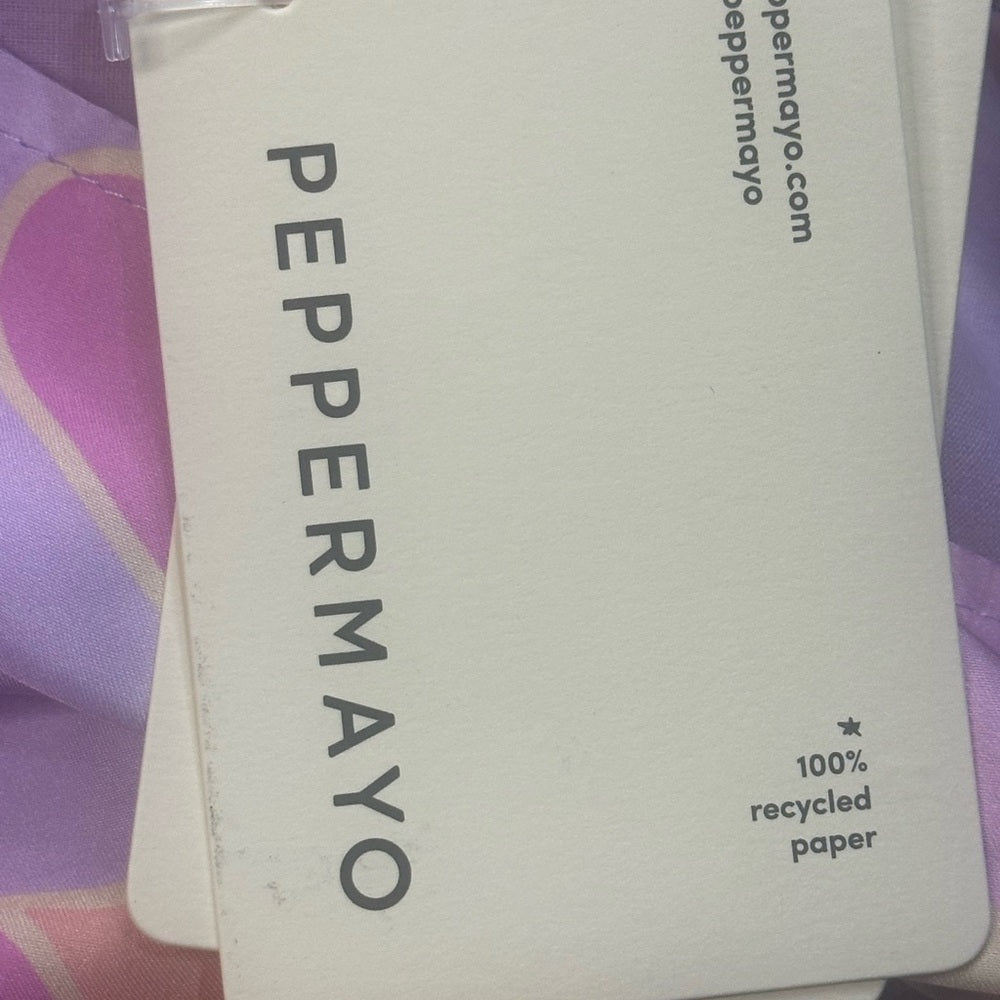 PEPPERMAYO
ppermayo.com
peppermayo
★ 
100%
recycled
paper